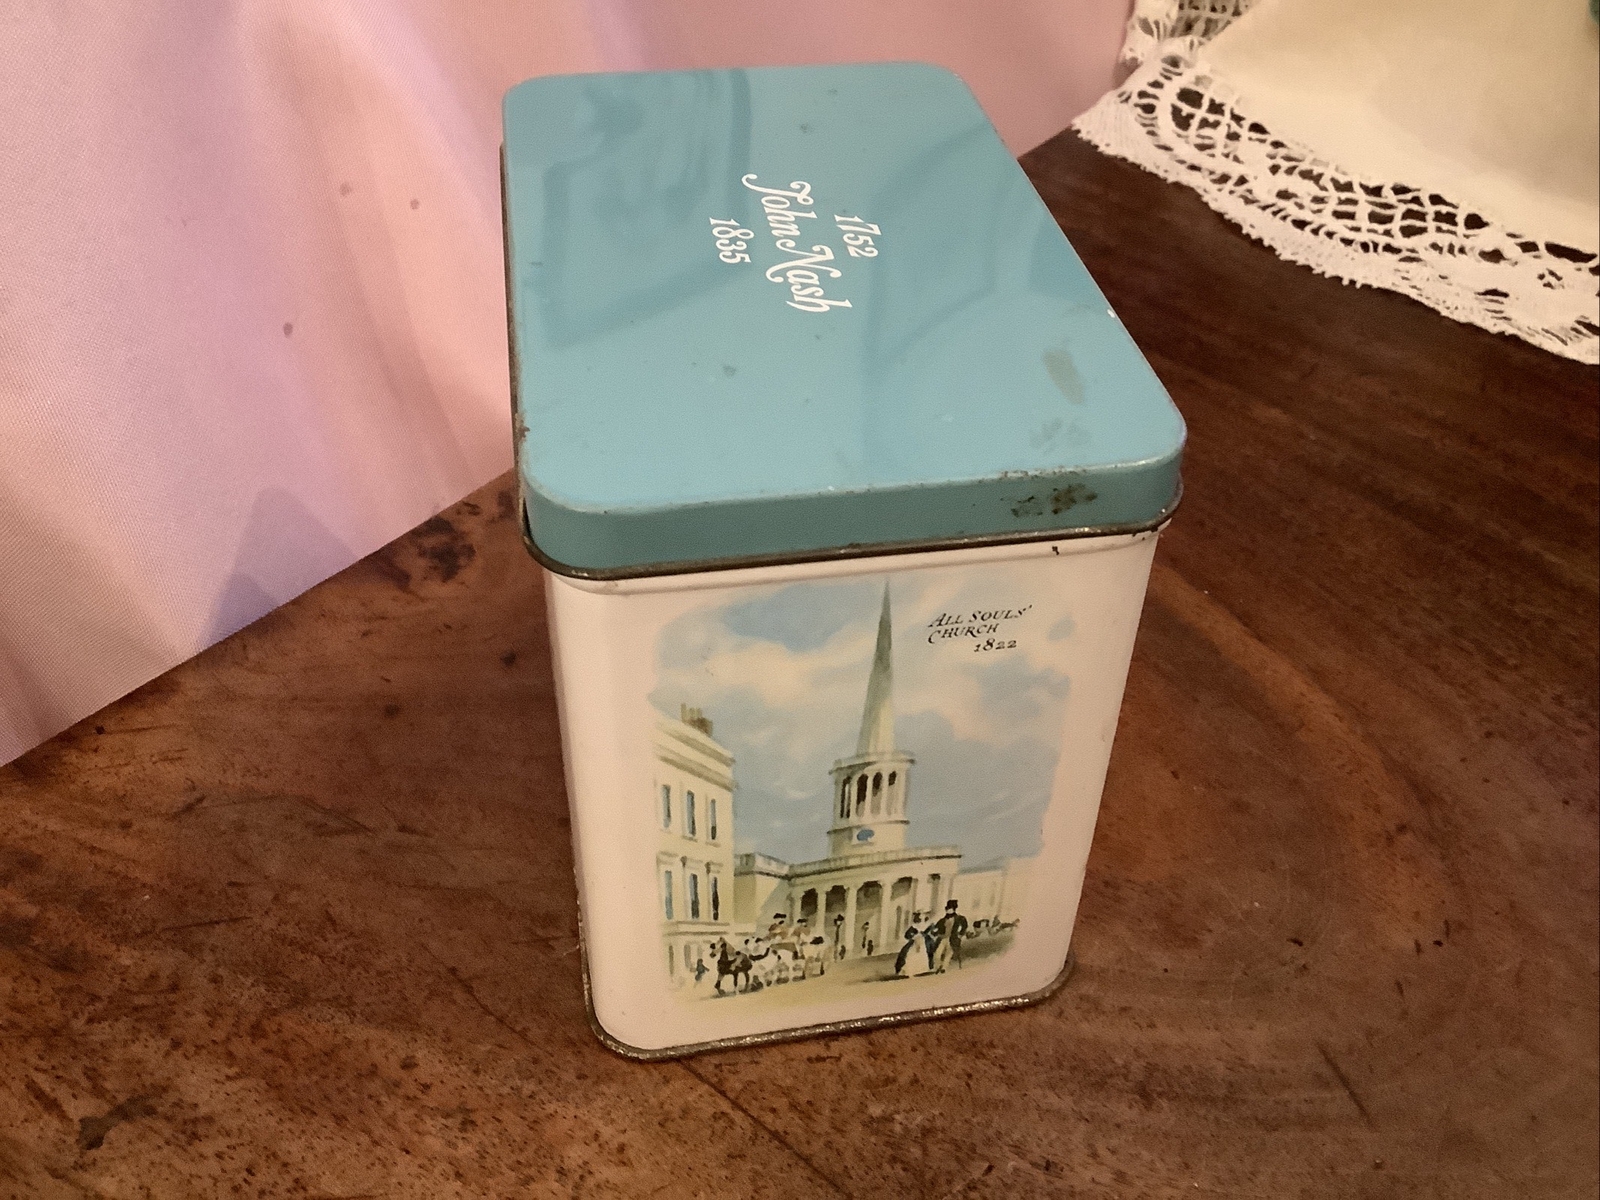 1752
John Nash
1835
ALL SOULS'
CHURCH
1822